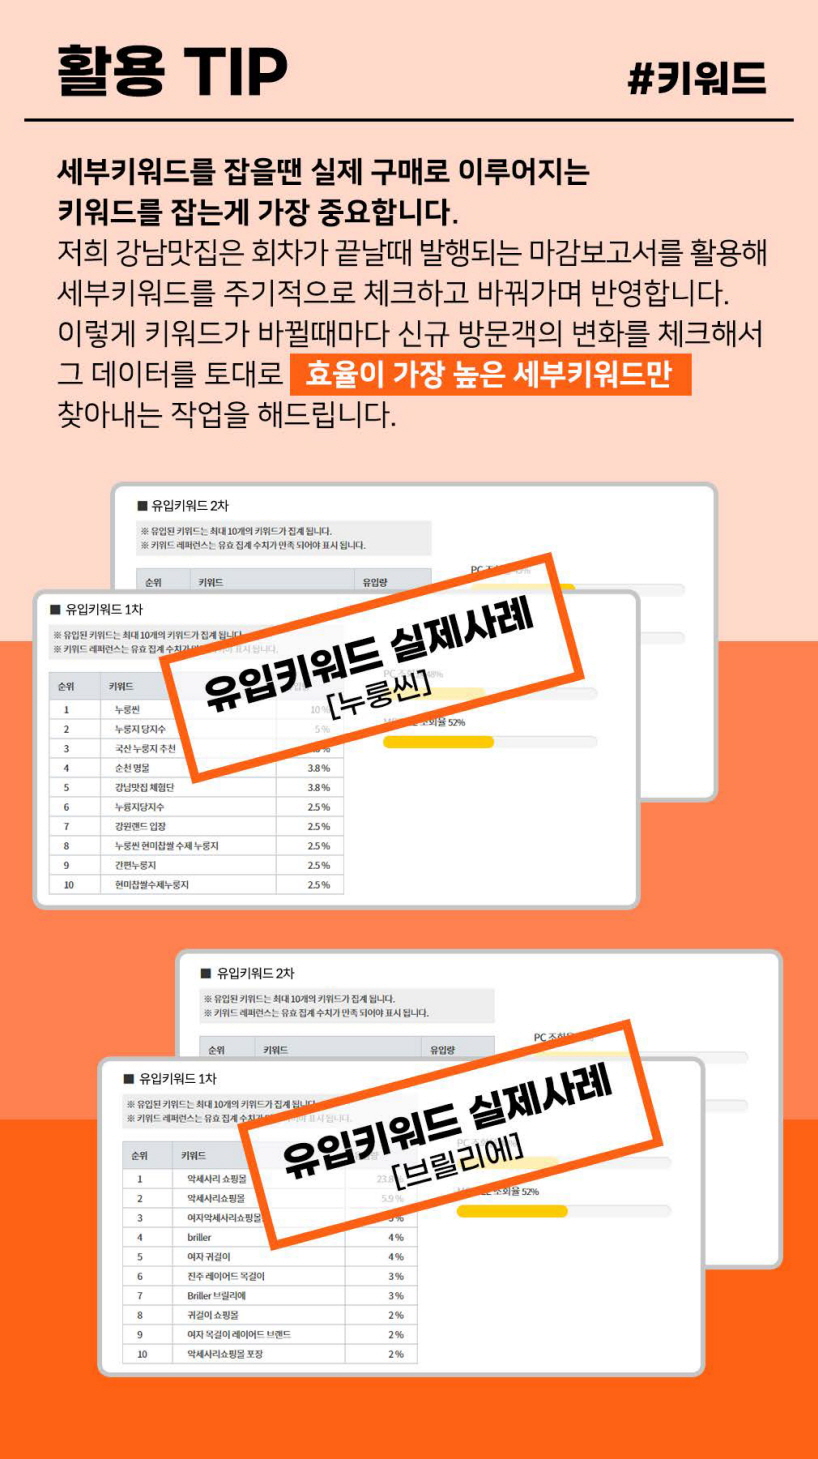 활용 TIP
#키워드
세부키워드를 잡을땐 실제 구매로 이루어지는
키워드를 잡는게 가장 중요합니다.
저희 강남맛집은 회차가 끝날때 발행되는 마감보고서를 활용해
세부키워드를 주기적으로 체크하고 바꿔가며 반영합니다.
이렇게 키워드가 바뀔때마다 신규 방문객의 변화를 체크해서
그 데이터를 토대로 효율이 가장 높은 세부키워드만
찾아내는 작업을 해드립니다.
■ 유입키워드 2차
※ 유입된 키워드는 최대 10개의 키워드가 집계 됩니다.
※ 키워드 레퍼런스는 유효 집계 수치가 만족 되어야 표시 됩니다.
순위 키워드 유입량
PC
■ 유입키워드 1차
※ 유입된 키워드는 최대 10개의 키워드가 집계 됩니다.
※ 키워드 레퍼런스는 유효 집계 수치가 표시 됩니다.
유입키워드 실제사례
[누룽씬]
순위 키워드
1 누룽씬 10 %
2 누룽지 당지수 5 %
3 국산 누룽지 추천
4 순천 명물 3.8 %
5 강남맛집 체험단 3.8 %
6 누룽지당지수 2.5 %
7 강원랜드 입장 2.5 %
8 누룽씬 현미찹쌀 수제 누룽지 2.5 %
9 간편누룽지 2.5 %
10 현미찹쌀수제누룽지 2.5 %
조회율 52%
■ 유입키워드 2차
※ 유입된 키워드는 최대 10개의 키워드가 집계 됩니다.
※ 키워드 레퍼런스는 유효 집계 수치가 만족 되어야 표시 됩니다.
순위 키워드 유입량
PC
■ 유입키워드 1차
※ 유입된 키워드는 최대 10개의 키워드가 집계 됩니다.
※ 키워드 레퍼런스는 유효 집계 표시 됩니다.
유입키워드 실제사례
[브릴리에]
순위 키워드
1 악세사리 쇼핑몰
2 악세사리쇼핑몰 5.9 %
3 여자악세사리쇼핑몰
4 briller 4 %
5 여자 귀걸이 4 %
6 진주 레이어드 목걸이 3 %
7 Briller 브릴리에 3 %
8 귀걸이 쇼핑몰 2 %
9 여자 목걸이 레이어드 브랜드 2 %
10 악세사리쇼핑몰 포장 2 %
조회율 52%